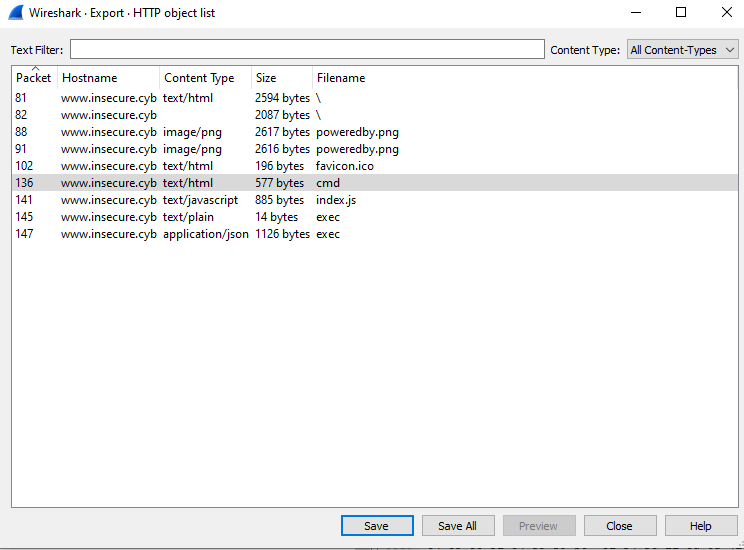 Wireshark · Export · HTTP object list
Text Filter: Content Type: All Content-Types
Packet Hostname Content Type Size Filename
81 www.insecure.cyb text/html 2594 bytes \
82 www.insecure.cyb 2087 bytes \
88 www.insecure.cyb image/png 2617 bytes poweredby.png
91 www.insecure.cyb image/png 2616 bytes poweredby.png
102 www.insecure.cyb text/html 196 bytes favicon.ico
136 www.insecure.cyb text/html 577 bytes cmd
141 www.insecure.cyb text/javascript 885 bytes index.js
145 www.insecure.cyb text/plain 14 bytes exec
147 www.insecure.cyb application/json 1126 bytes exec
Save Save All Preview Close Help